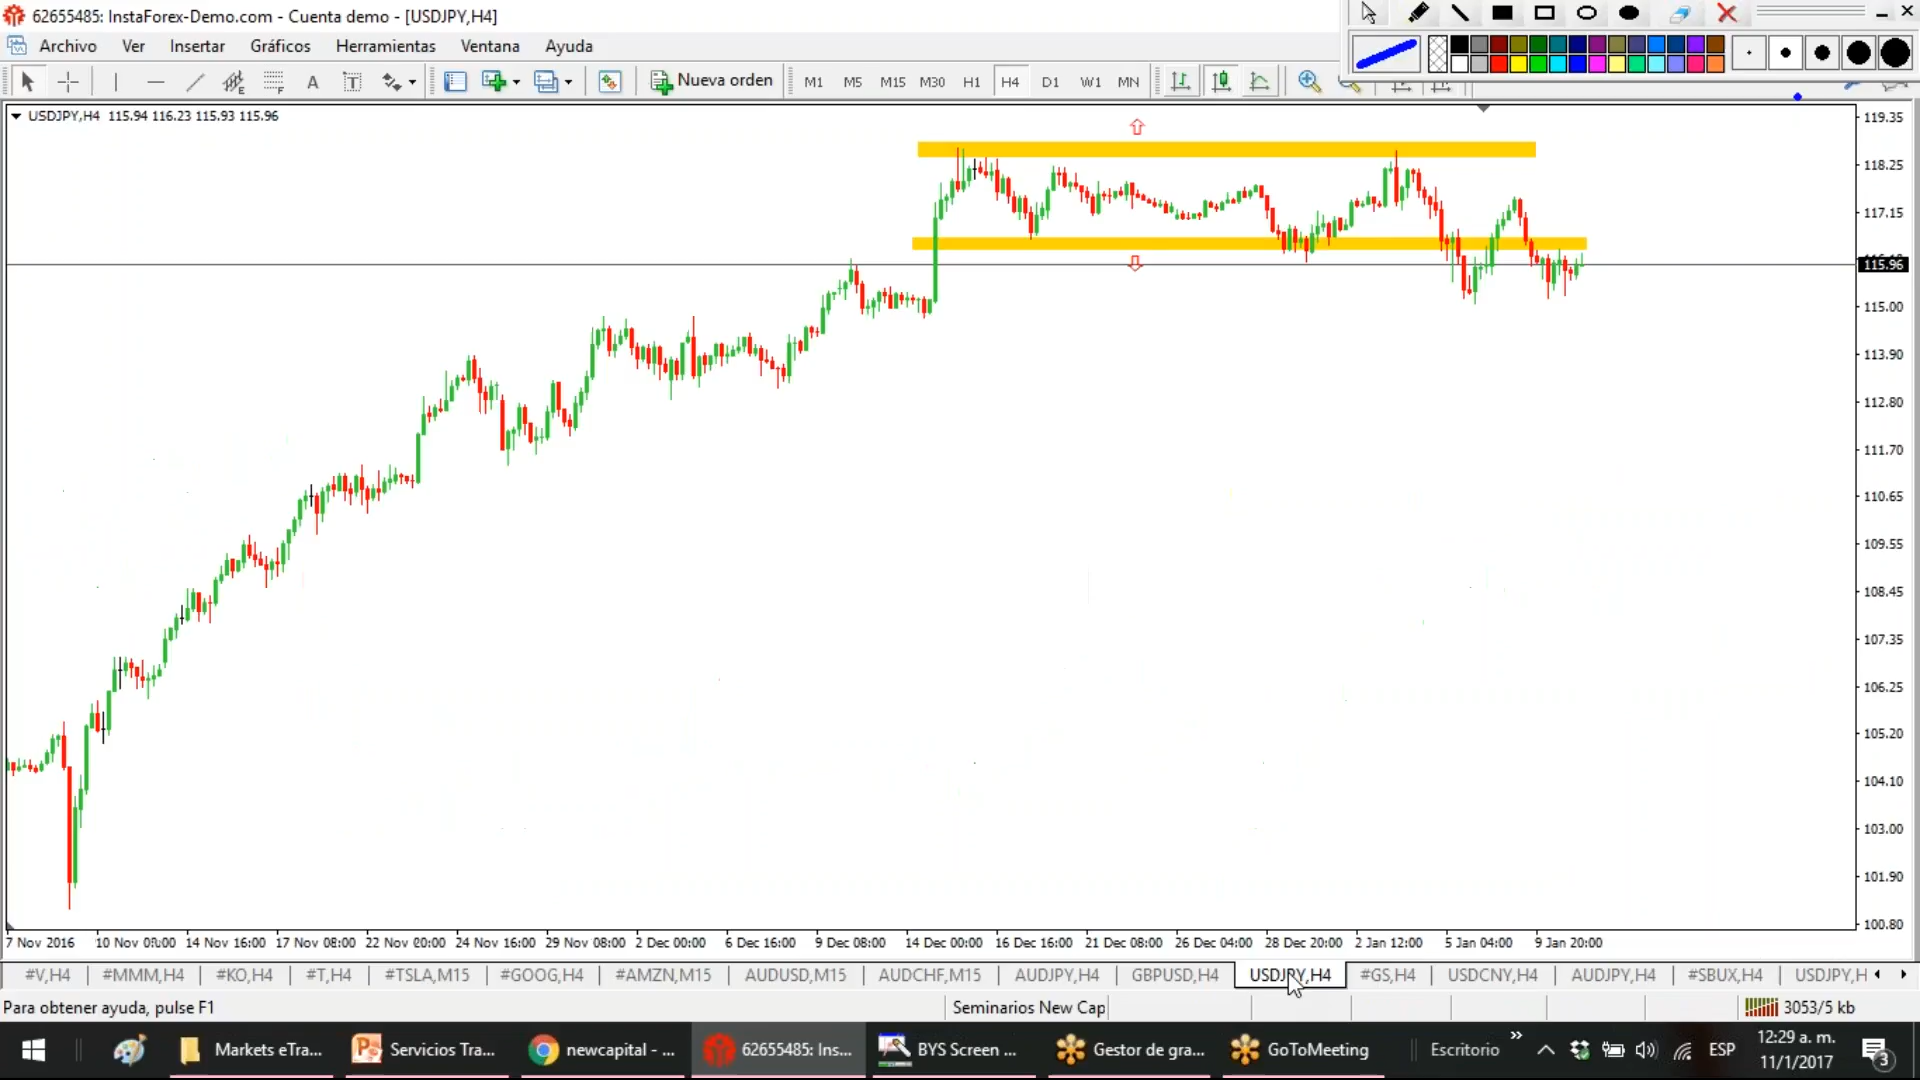 62655485: InstaForex-Demo.com - Cuenta demo - [USDJPY,H4]
Archivo Ver Insertar Gráficos Herramientas Ventana Ayuda
A T Nueva orden M1 M5 M15 M30 H1 H4 D1 W1 MN
USDJPY,H4 115.94 116.23 115.93 115.96
119.35
118.25
117.15
115.96
115.00
113.90
112.80
111.70
110.65
109.55
108.45
107.35
106.25
105.20
104.10
103.00
101.90
100.80
7 Nov 2016 10 Nov 08:00 14 Nov 16:00 17 Nov 08:00 22 Nov 00:00 24 Nov 16:00 29 Nov 08:00 2 Dec 00:00 6 Dec 16:00 9 Dec 08:00 14 Dec 00:00 16 Dec 16:00 21 Dec 08:00 26 Dec 04:00 28 Dec 20:00 2 Jan 12:00 5 Jan 04:00 9 Jan 20:00
#V,H4 #MMM,H4 #KO,H4 #T,H4 #TSLA,M15 #GOOG,H4 #AMZN,M15 AUDUSD,M15 AUDCHF,M15 AUDJPY,H4 GBPUSD,H4 USDJPY,H4 #GS,H4 USDCNY,H4 AUDJPY,H4 #SBUX,H4 USDJPY,H
Para obtener ayuda, pulse F1 Seminarios New Cap 3053/5 kb
Markets eTra... Servicios Tra... newcapital - ... 62655485: Ins... BYS Screen ... Gestor de gra... GoToMeeting Escritorio ESP 12:29 a. m.
11/1/2017 3